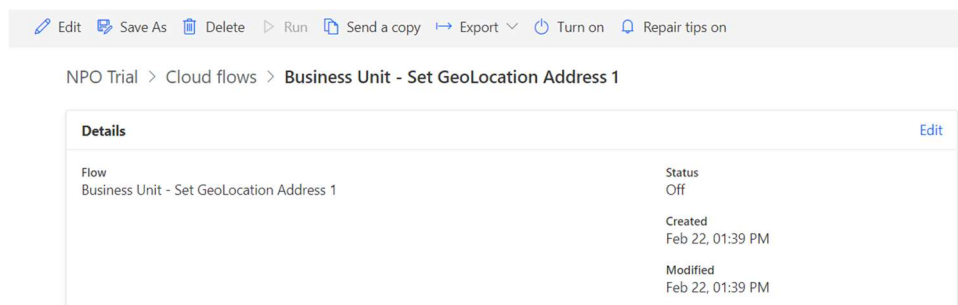 Edit Save As Delete Run Send a copy Export Turn on Repair tips on
NPO Trial > Cloud flows > Business Unit - Set GeoLocation Address 1
Details Edit
Flow
Business Unit - Set GeoLocation Address 1
Status
Off
Created
Feb 22, 01:39 PM
Modified
Feb 22, 01:39 PM